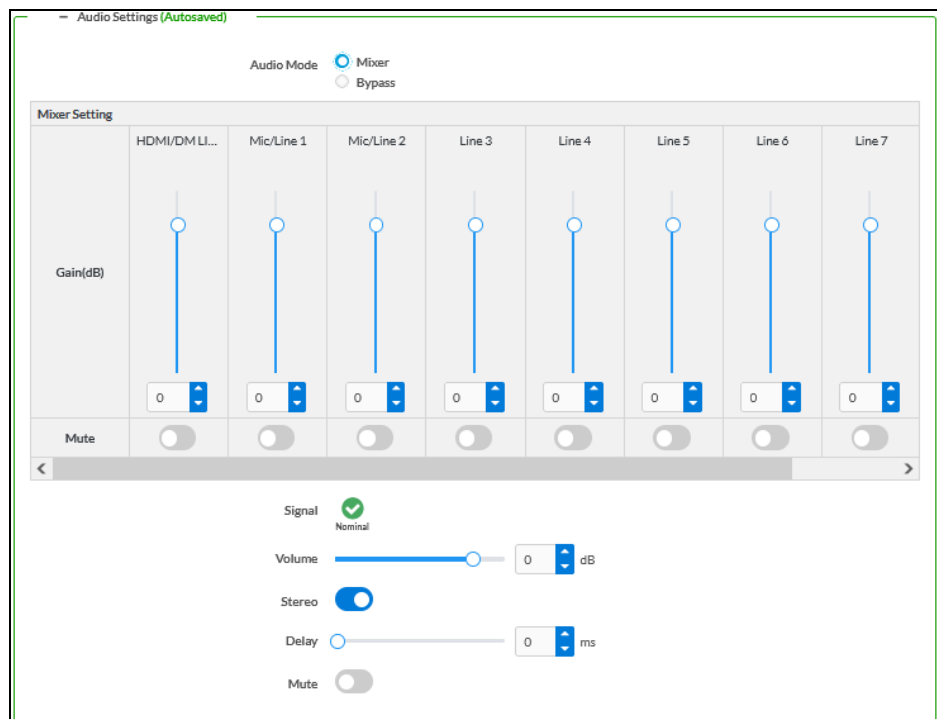 − Audio Settings (Autosaved)
Audio Mode
Mixer
Bypass
Mixer Setting
HDMI/DM LI... Mic/Line 1 Mic/Line 2 Line 3 Line 4 Line 5 Line 6 Line 7
Gain(dB)
0 0 0 0 0 0 0 0
Mute
Signal
Nominal
Volume 0 dB
Stereo
Delay 0 ms
Mute